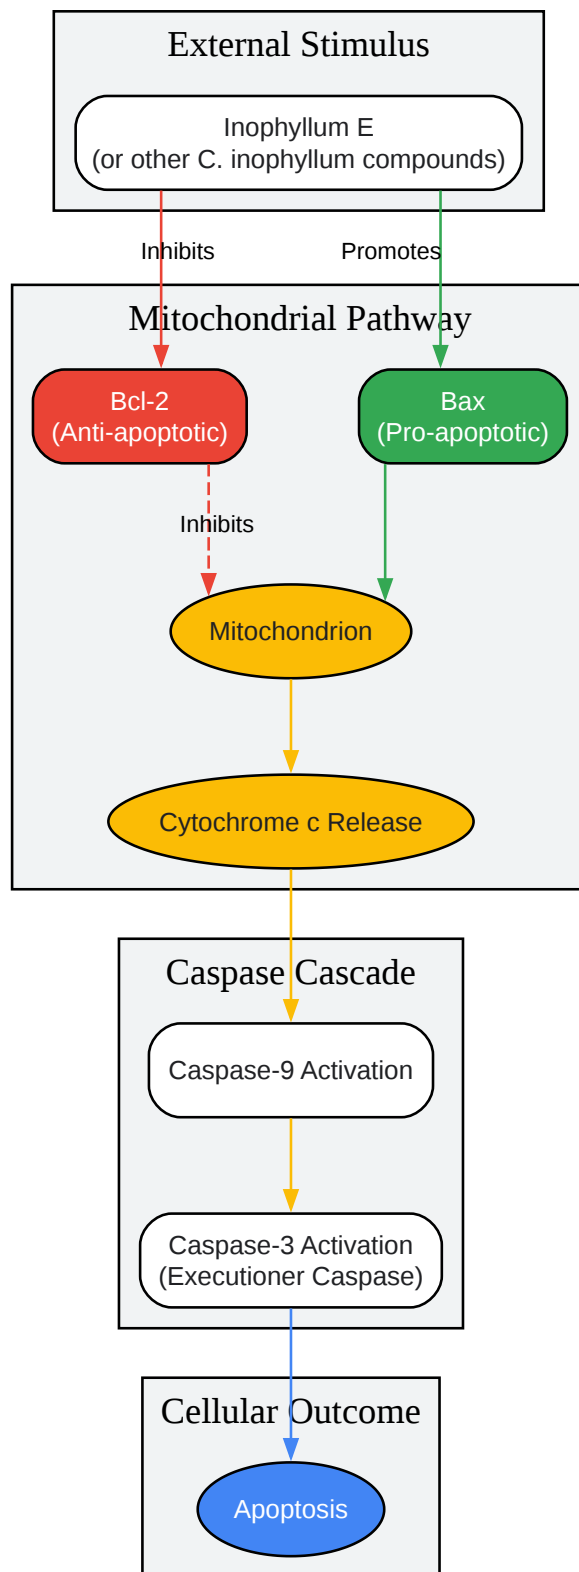 External Stimulus
Inophyllum E
(or other C. inophyllum compounds)
Inhibits
Promotes
Mitochondrial Pathway
Bcl-2
(Anti-apoptotic)
Bax
(Pro-apoptotic)
Inhibits
Mitochondrion
Cytochrome c Release
Caspase Cascade
Caspase-9 Activation
Caspase-3 Activation
(Executioner Caspase)
Cellular Outcome
Apoptosis